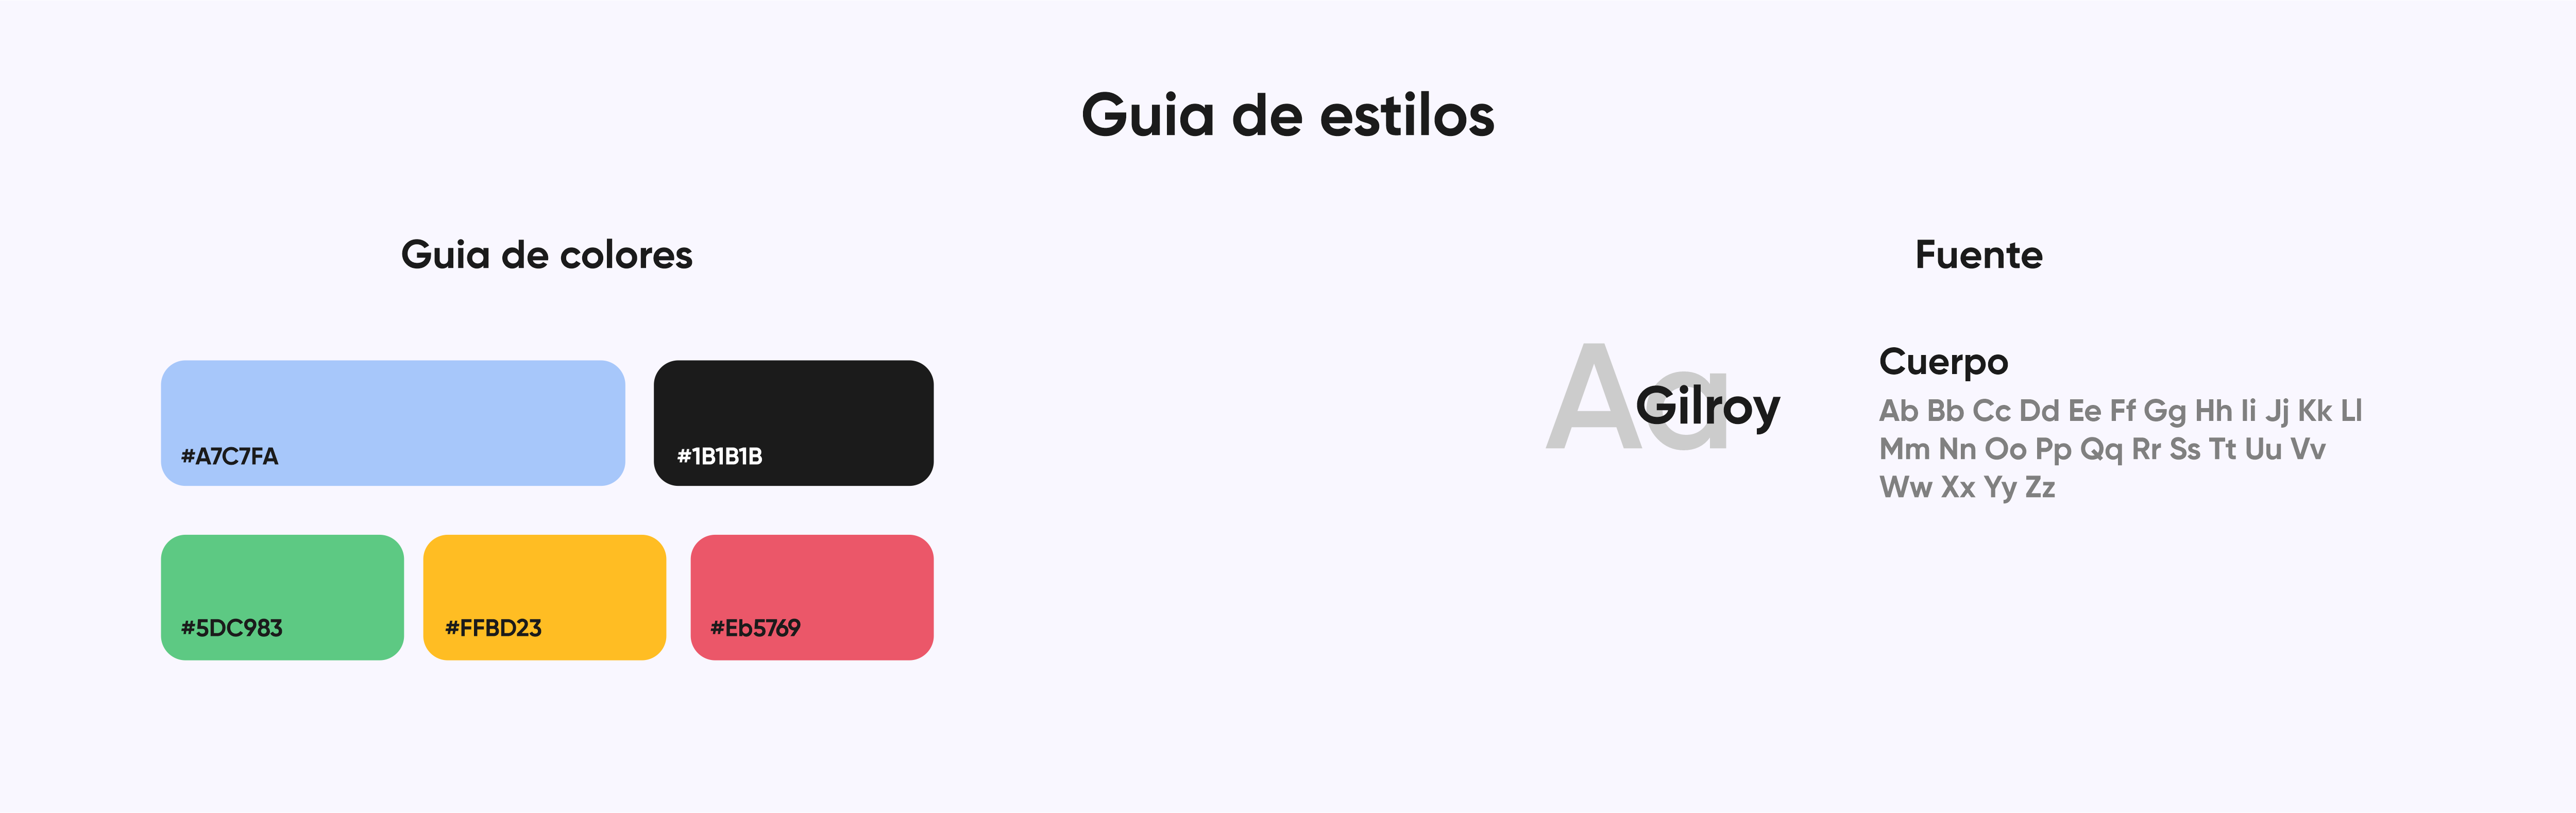 Guia de estilos
Guia de colores
#A7C7FA
#1B1B1B
#5DC983
#FFBD23
#Eb5769
Fuente
Aa
Gilroy
Cuerpo
Ab Bb Cc Dd Ee Ff Gg Hh Ii Jj Kk Ll
Mm Nn Oo Pp Qq Rr Ss Tt Uu Vv
Ww Xx Yy Zz